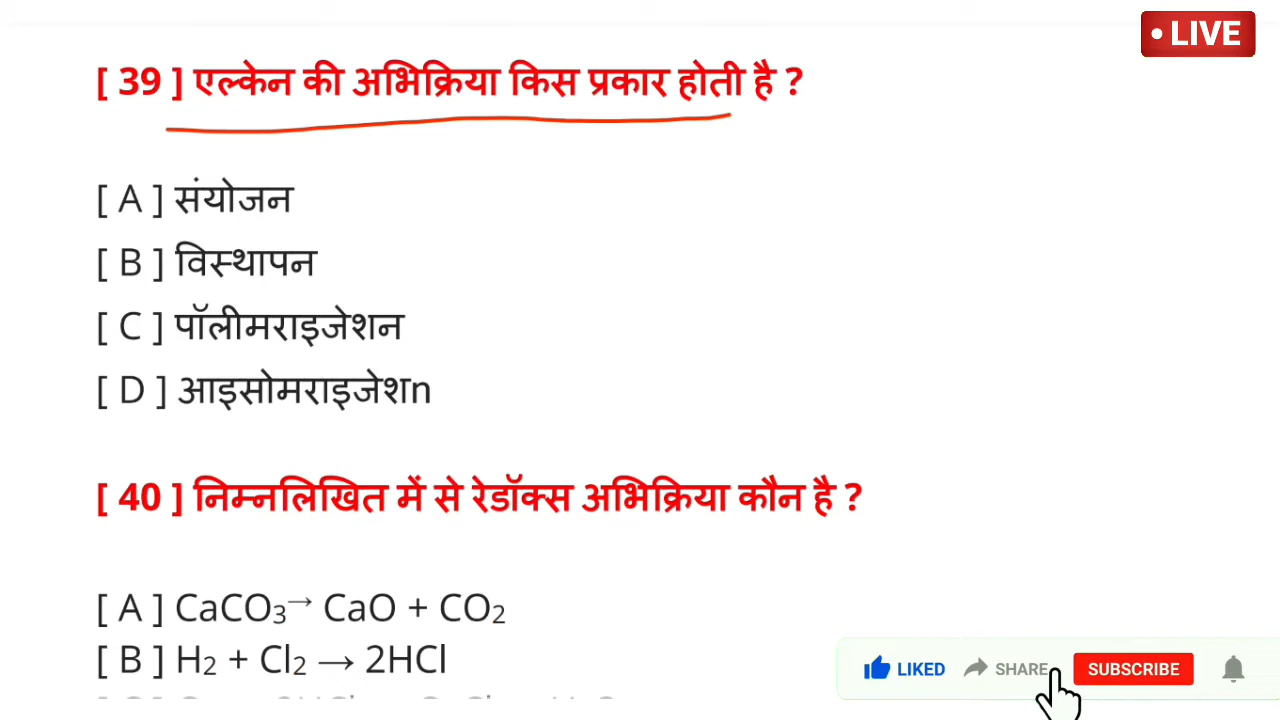 • LIVE
[ 39 ] एल्केन की अभिक्रिया किस प्रकार होती है ?
[ A ] संयोजन
[ B ] विस्थापन
[ C ] पॉलीमराइजेशन
[ D ] आइसोमराइजेशn
[ 40 ] निम्नलिखित में से रेडॉक्स अभिक्रिया कौन है ?
[ A ] CaCO₃→ CaO + CO₂
[ B ] H₂ + Cl₂ → 2HCl
LIKED SHARE SUBSCRIBE